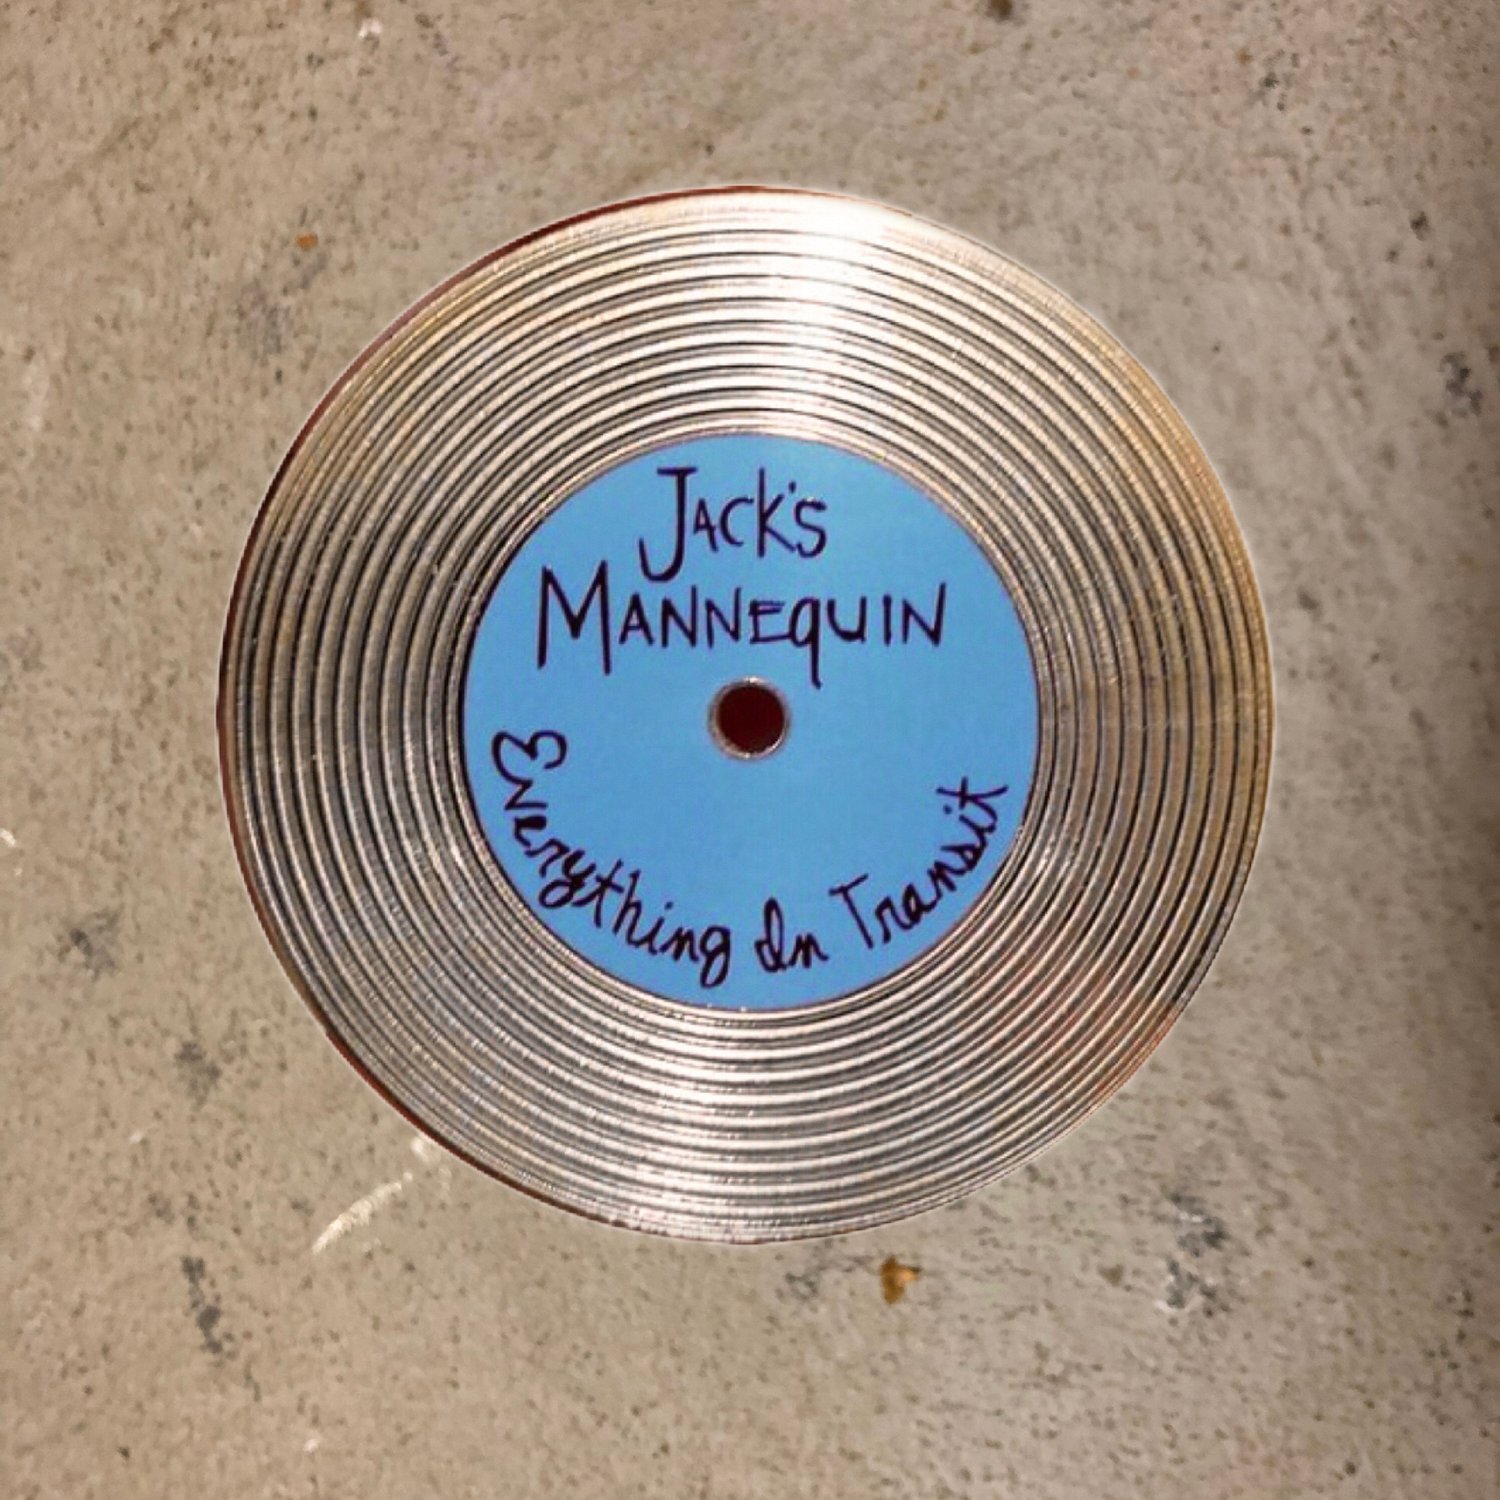 Jack's
Mannequin
Everything In Transit